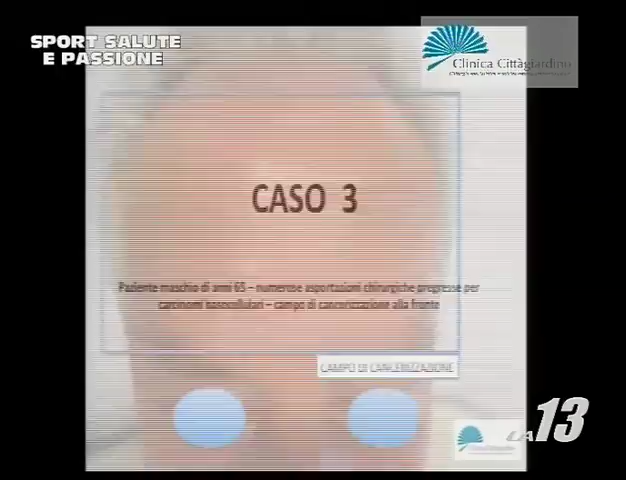 SPORT SALUTE
E PASSIONE
Clinica Cittàgiardino
CASO 3
Paziente maschio di anni 65 – numerose asportazioni chirurgiche pregresse per
carcinomi basocellulari – campo di cancerizzazione alla fronte
CAMPO DI CANCERIZZAZIONE
LA 13